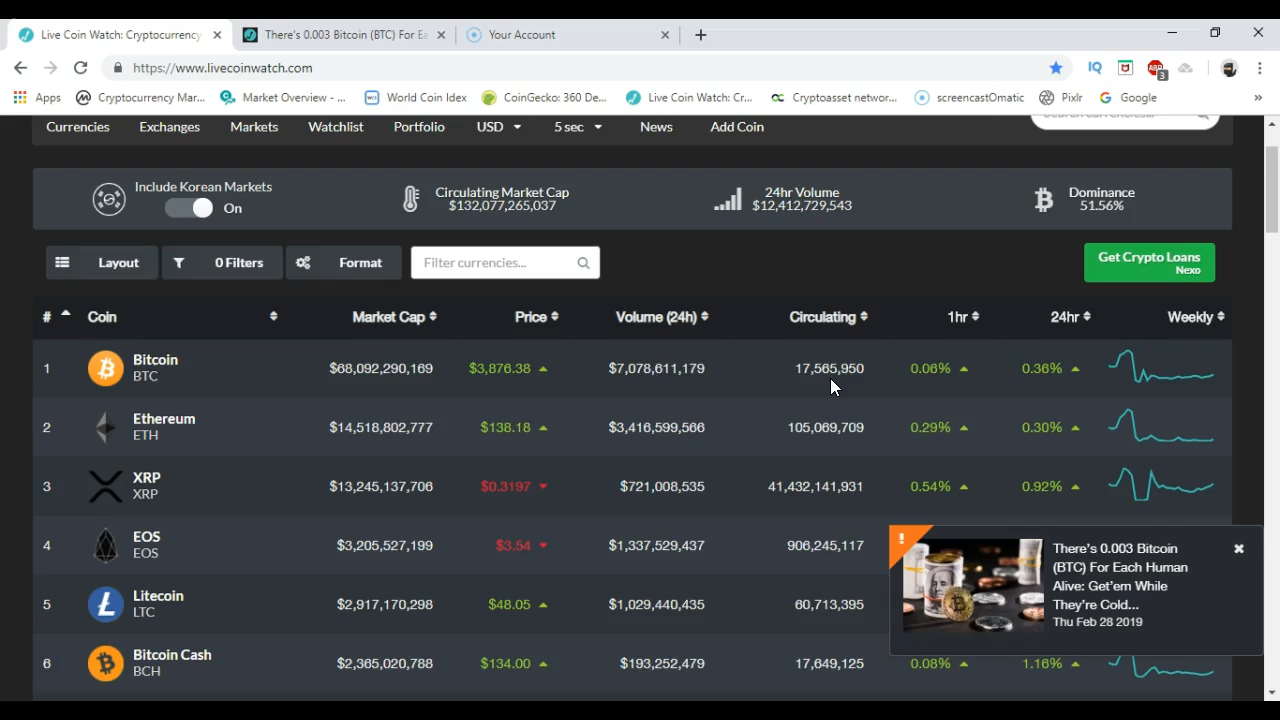 Live Coin Watch: Cryptocurrency
There's 0.003 Bitcoin (BTC) For Ea
Your Account
https://www.livecoinwatch.com
IQ
ABP
3
Apps
Cryptocurrency Mar...
Market Overview - ...
World Coin Idex
CoinGecko: 360 De...
Live Coin Watch: Cr...
Cryptoasset networ...
screencastOmatic
Pixlr
Google
»
Currencies Exchanges Markets Watchlist Portfolio USD 5 sec News Add Coin
Search currencies...
Include Korean Markets
On
Circulating Market Cap
$132,077,265,037
24hr Volume
$12,412,729,543
Dominance
51.56%
Layout
0 Filters
Format
Filter currencies...
Get Crypto Loans
Nexo
# Coin Market Cap Price Volume (24h) Circulating 1hr 24hr Weekly
1 Bitcoin BTC $68,092,290,169 $3,876.38 $7,078,611,179 17,565,950 0.06% 0.36%
2 Ethereum ETH $14,518,802,777 $138.18 $3,416,599,566 105,069,709 0.29% 0.30%
3 XRP XRP $13,245,137,706 $0.3197 $721,008,535 41,432,141,931 0.54% 0.92%
4 EOS EOS $3,205,527,199 $3.54 $1,337,529,437 906,245,117
5 Litecoin LTC $2,917,170,298 $48.05 $1,029,440,435 60,713,395
6 Bitcoin Cash BCH $2,365,020,788 $134.00 $193,252,479 17,649,125 0.08% 1.16%
!
There's 0.003 Bitcoin
(BTC) For Each Human
Alive: Get'em While
They're Cold...
Thu Feb 28 2019